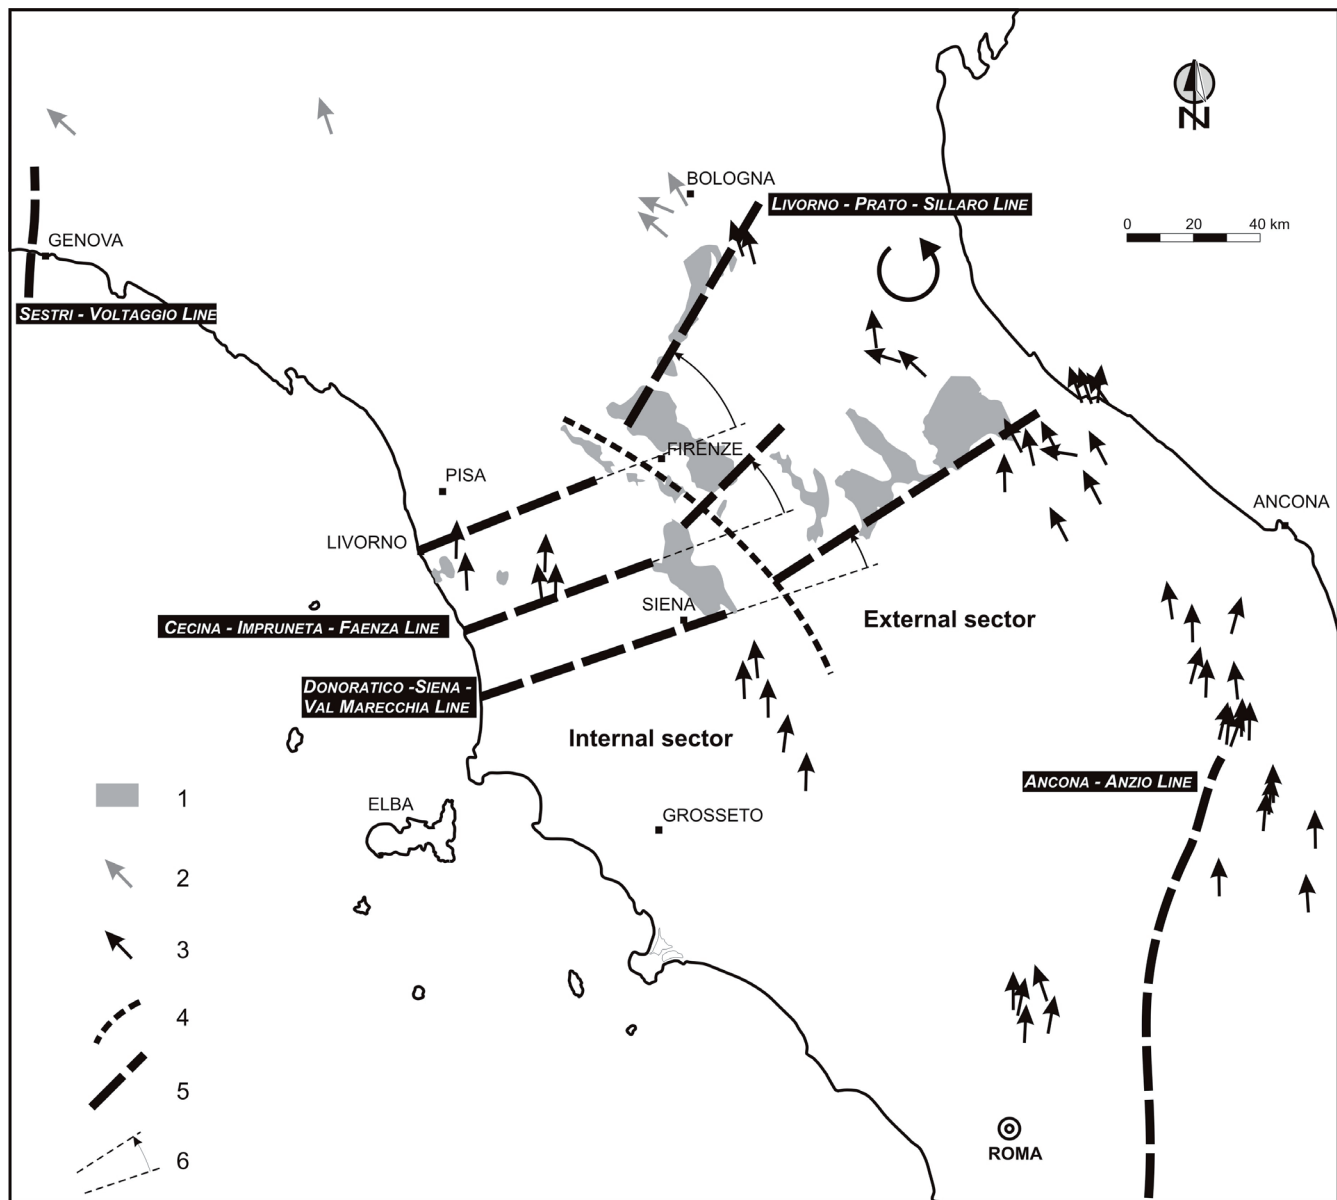 N
BOLOGNA
LIVORNO - PRATO - SILLARO LINE
0 20 40 km
GENOVA
SESTRI - VOLTAGGIO LINE
FIRENZE
PISA
ANCONA
LIVORNO
SIENA
CECINA - IMPRUNETA - FAENZA LINE
External sector
DONORATICO -SIENA -
VAL MARECCHIA LINE
Internal sector
ANCONA - ANZIO LINE
1
ELBA
GROSSETO
2
3
4
5
ROMA
6